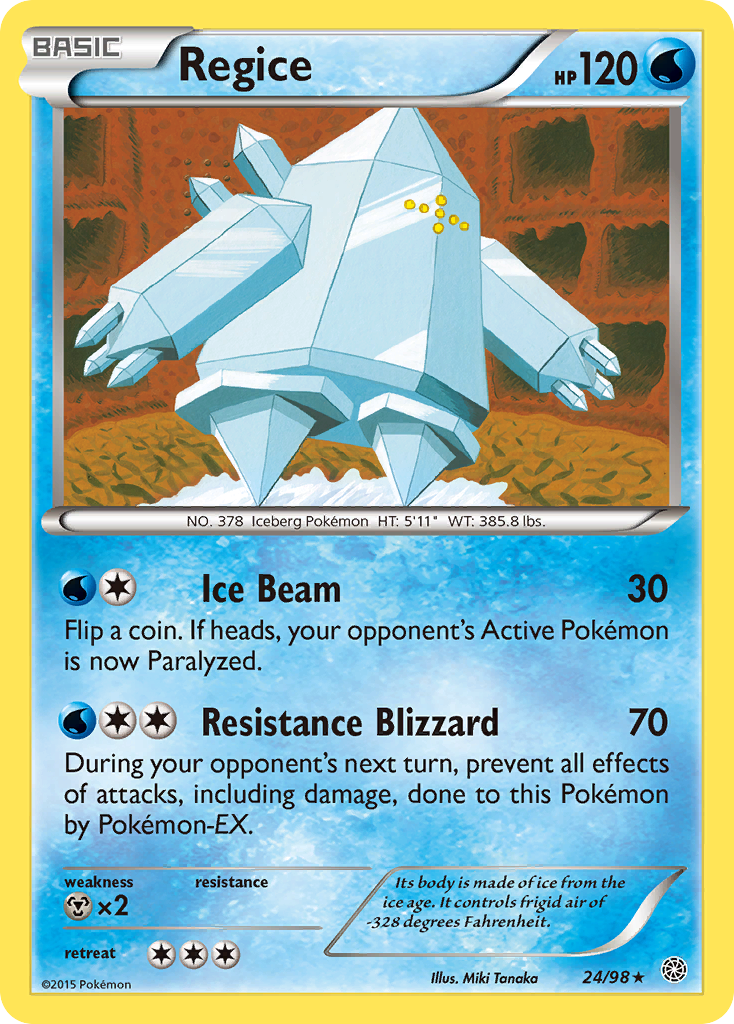 BASIC
Regice
HP120
NO. 378 Iceberg Pokémon HT: 5'11" WT: 385.8 lbs.
Ice Beam 30
Flip a coin. If heads, your opponent's Active Pokémon
is now Paralyzed.
Resistance Blizzard 70
During your opponent's next turn, prevent all effects
of attacks, including damage, done to this Pokémon
by Pokémon-EX.
weakness resistance
×2
Its body is made of ice from the
ice age. It controls frigid air of
-328 degrees Fahrenheit.
retreat
©2015 Pokémon
Illus. Miki Tanaka
24/98 ★